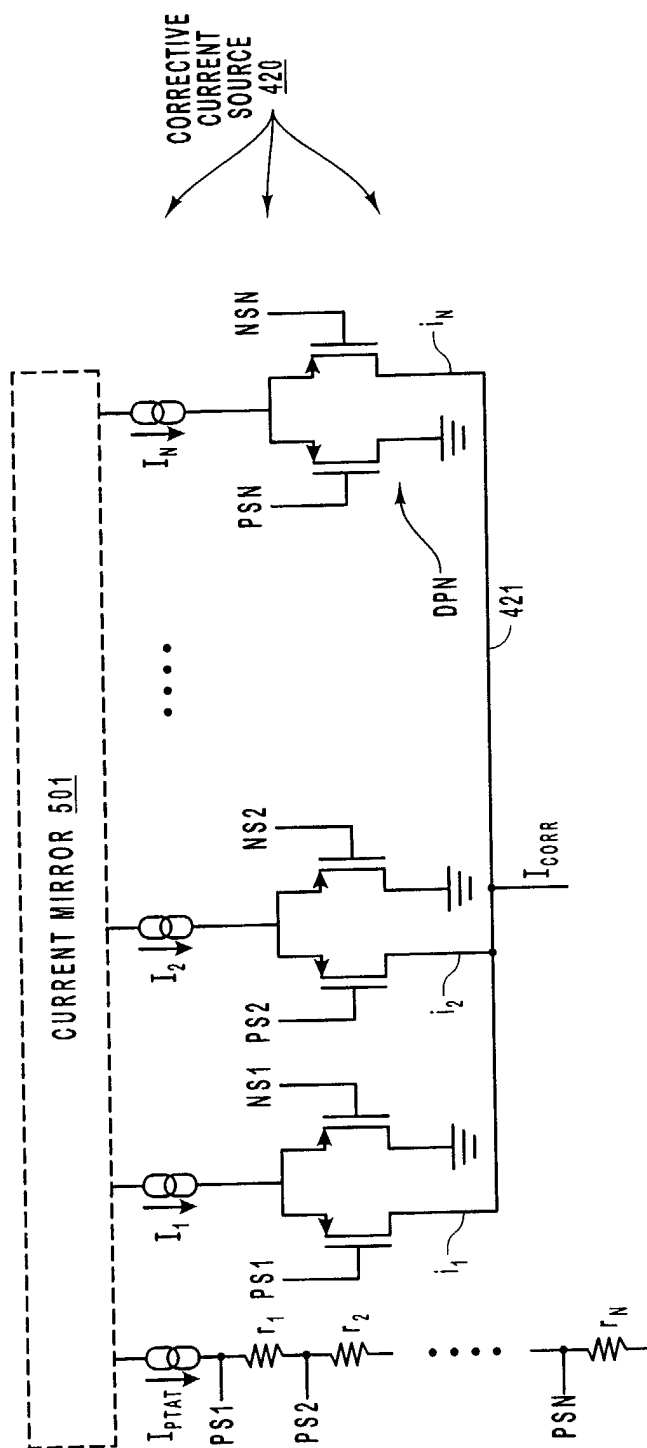 CURRENT MIRROR 501
CORRECTIVE
CURRENT
SOURCE
420
I_PTAT
I_1
I_2
I_N
PS1
r_1
PS2
r_2
PSN
r_N
PS1
NS1
PS2
NS2
PSN
NSN
DPN
i_1
i_2
i_N
421
I_CORR